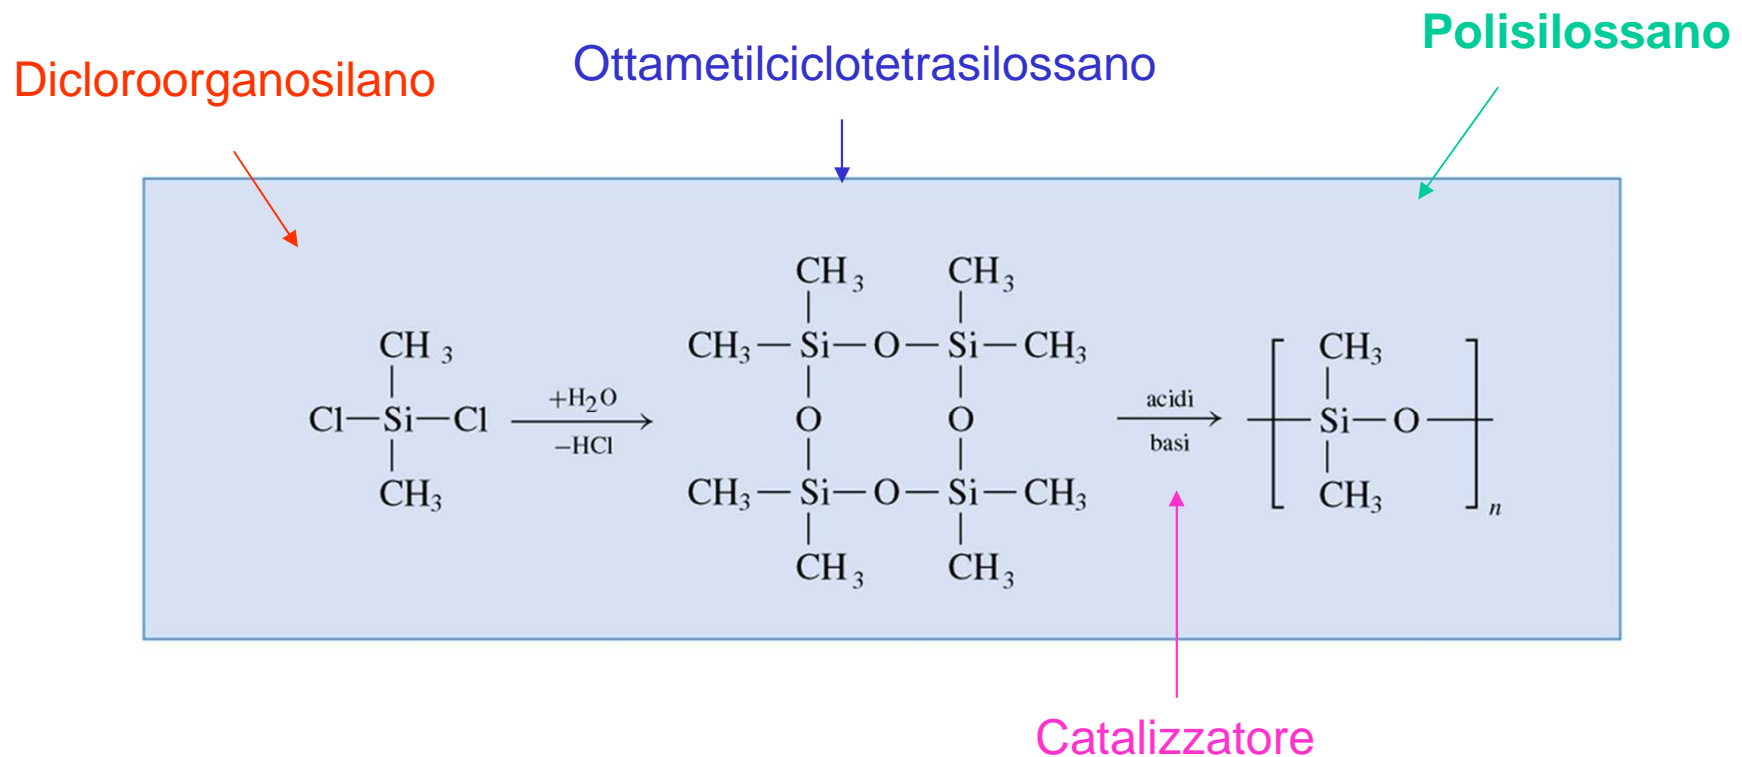 Polisilossano
Ottametilciclotetrasilossano
Dicloroorganosilano
CH3 CH3
CH3 CH3—Si—O—Si—CH3 CH3
+H2O acidi
Cl—Si—Cl O O Si—O
–HCl basi
CH3 CH3—Si—O—Si—CH3 CH3
n
CH3 CH3
Catalizzatore